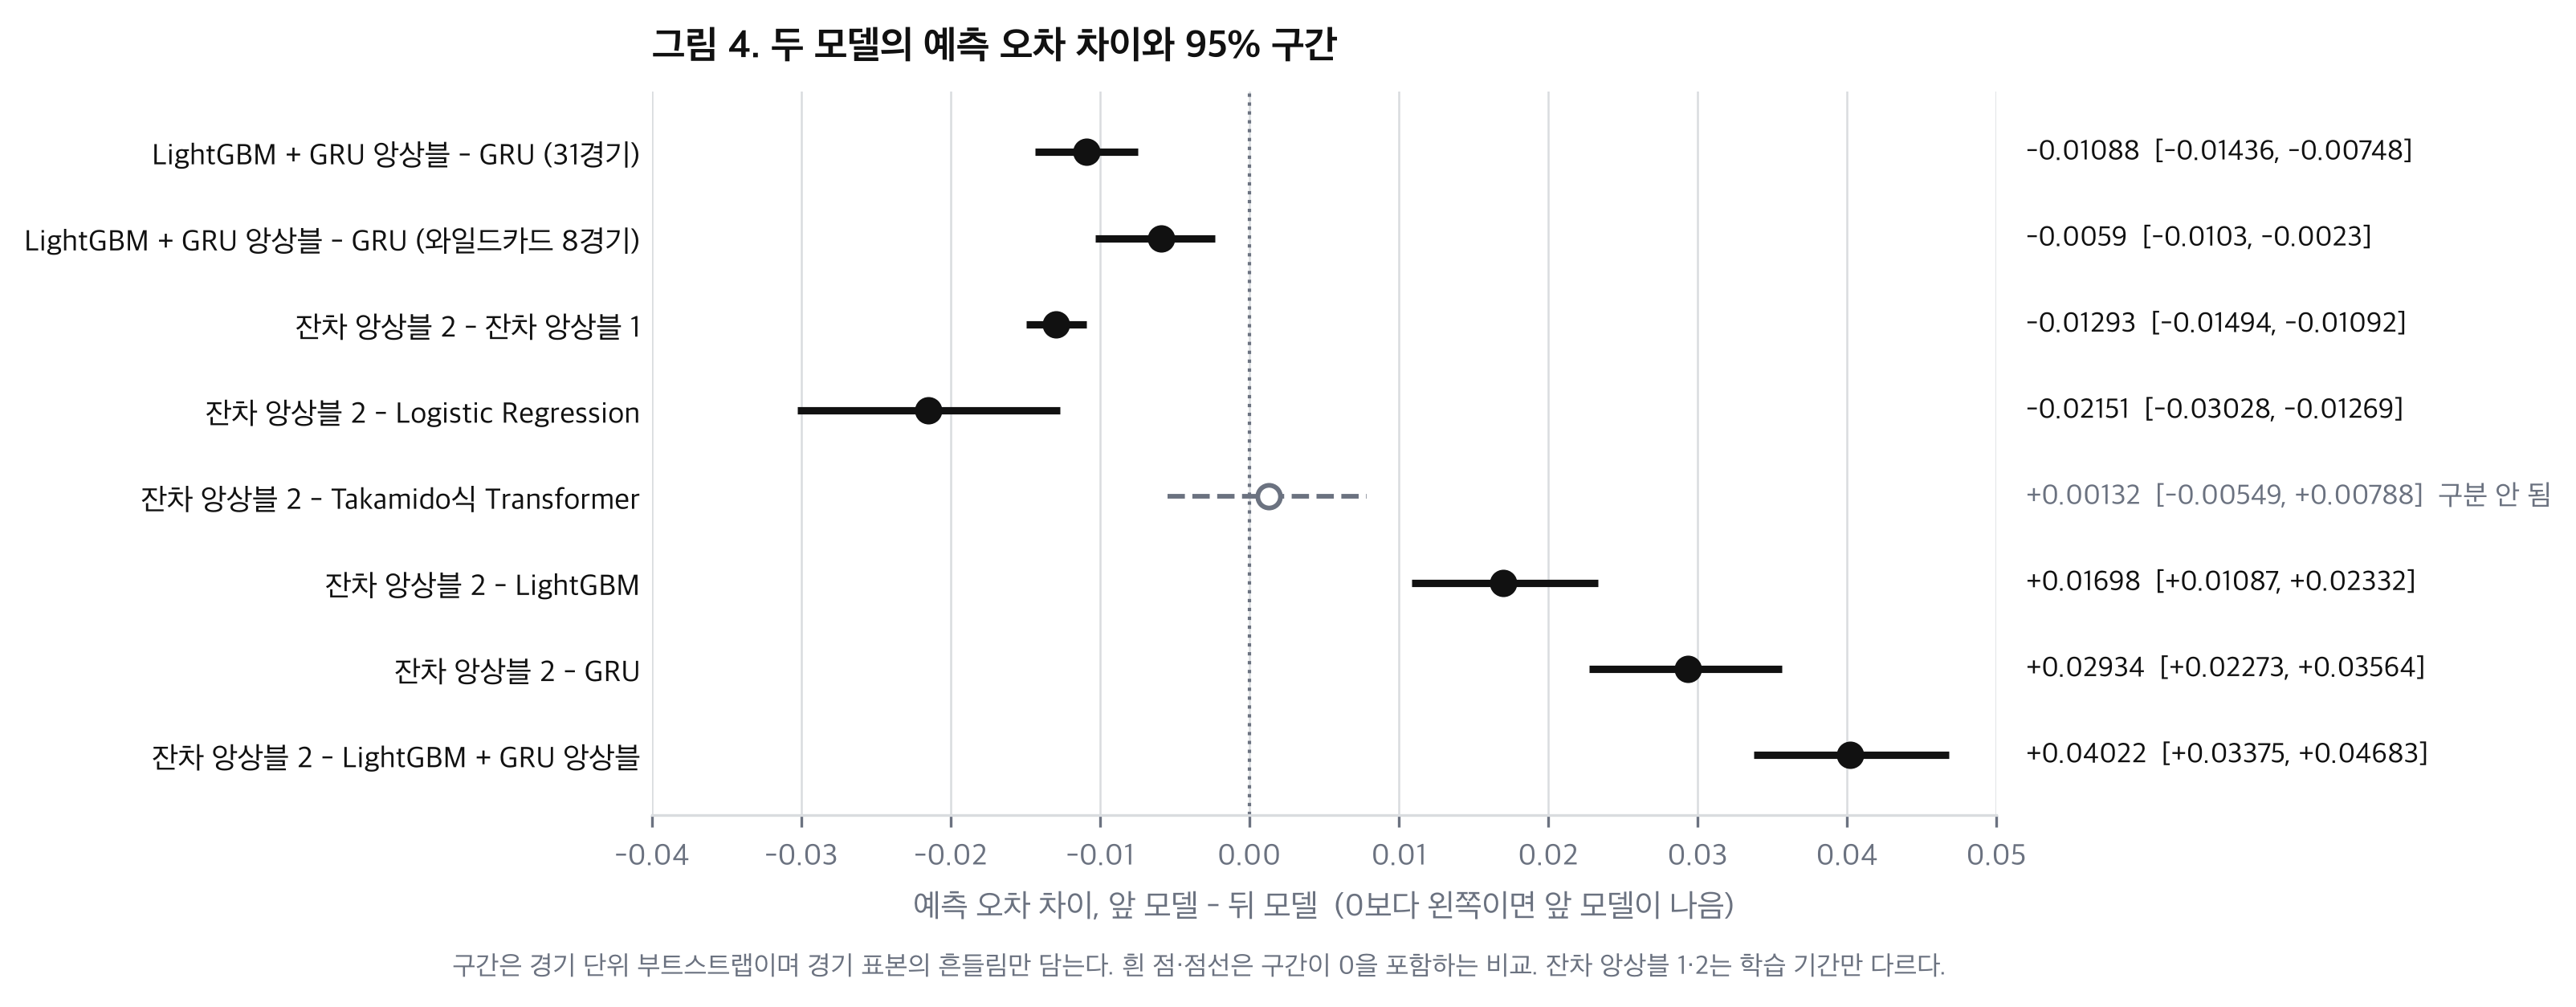 그림 4. 두 모델의 예측 오차 차이와 95% 구간
LightGBM + GRU 앙상블 - GRU (31경기) -0.01088 [-0.01436, -0.00748]
LightGBM + GRU 앙상블 - GRU (와일드카드 8경기) -0.0059 [-0.0103, -0.0023]
잔차 앙상블 2 - 잔차 앙상블 1 -0.01293 [-0.01494, -0.01092]
잔차 앙상블 2 - Logistic Regression -0.02151 [-0.03028, -0.01269]
잔차 앙상블 2 - Takamido식 Transformer +0.00132 [-0.00549, +0.00788] 구분 안 됨
잔차 앙상블 2 - LightGBM +0.01698 [+0.01087, +0.02332]
잔차 앙상블 2 - GRU +0.02934 [+0.02273, +0.03564]
잔차 앙상블 2 - LightGBM + GRU 앙상블 +0.04022 [+0.03375, +0.04683]
-0.04 -0.03 -0.02 -0.01 0.00 0.01 0.02 0.03 0.04 0.05
예측 오차 차이, 앞 모델 - 뒤 모델 (0보다 왼쪽이면 앞 모델이 나음)
구간은 경기 단위 부트스트랩이며 경기 표본의 흔들림만 담는다. 흰 점·점선은 구간이 0을 포함하는 비교. 잔차 앙상블 1·2는 학습 기간만 다르다.